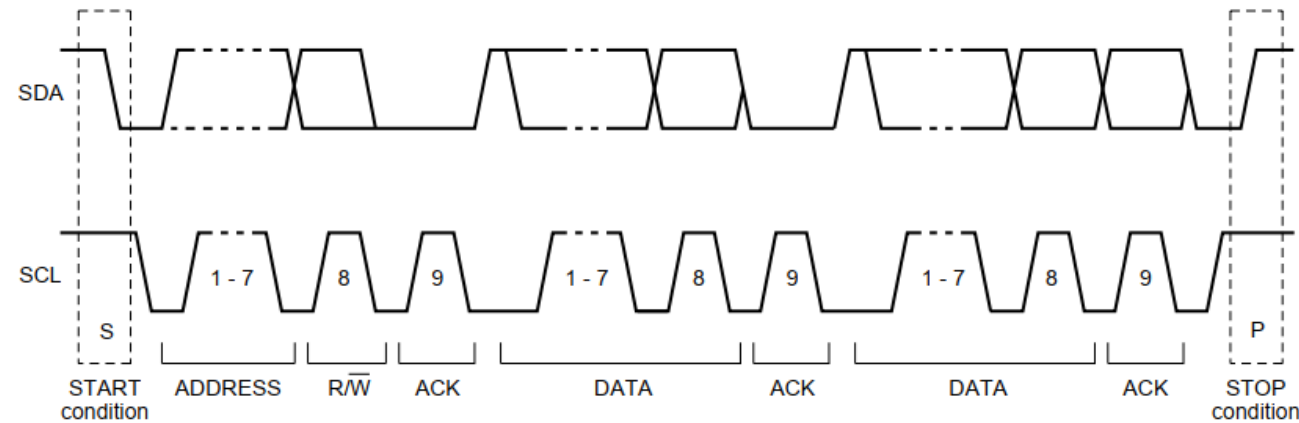 SDA
SCL
1 - 7
8
9
1 - 7
8
9
1 - 7
8
9
S
P
START
condition
ADDRESS
R/W̅
ACK
DATA
ACK
DATA
ACK
STOP
condition